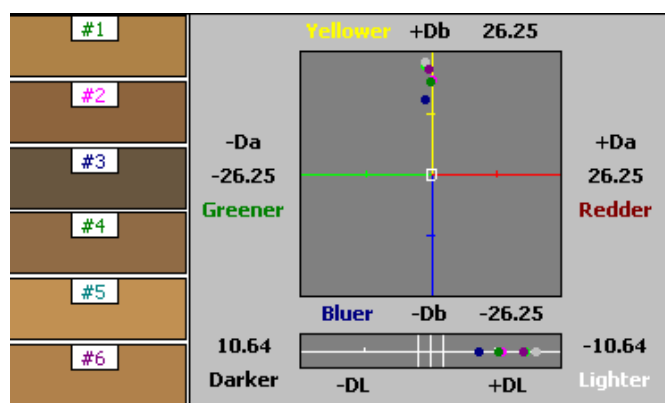 #1
#2
#3
#4
#5
#6
Yellower +Db 26.25
-Da
-26.25
Greener
+Da
26.25
Redder
Bluer -Db -26.25
10.64
Darker
-DL
+DL
-10.64
Lighter